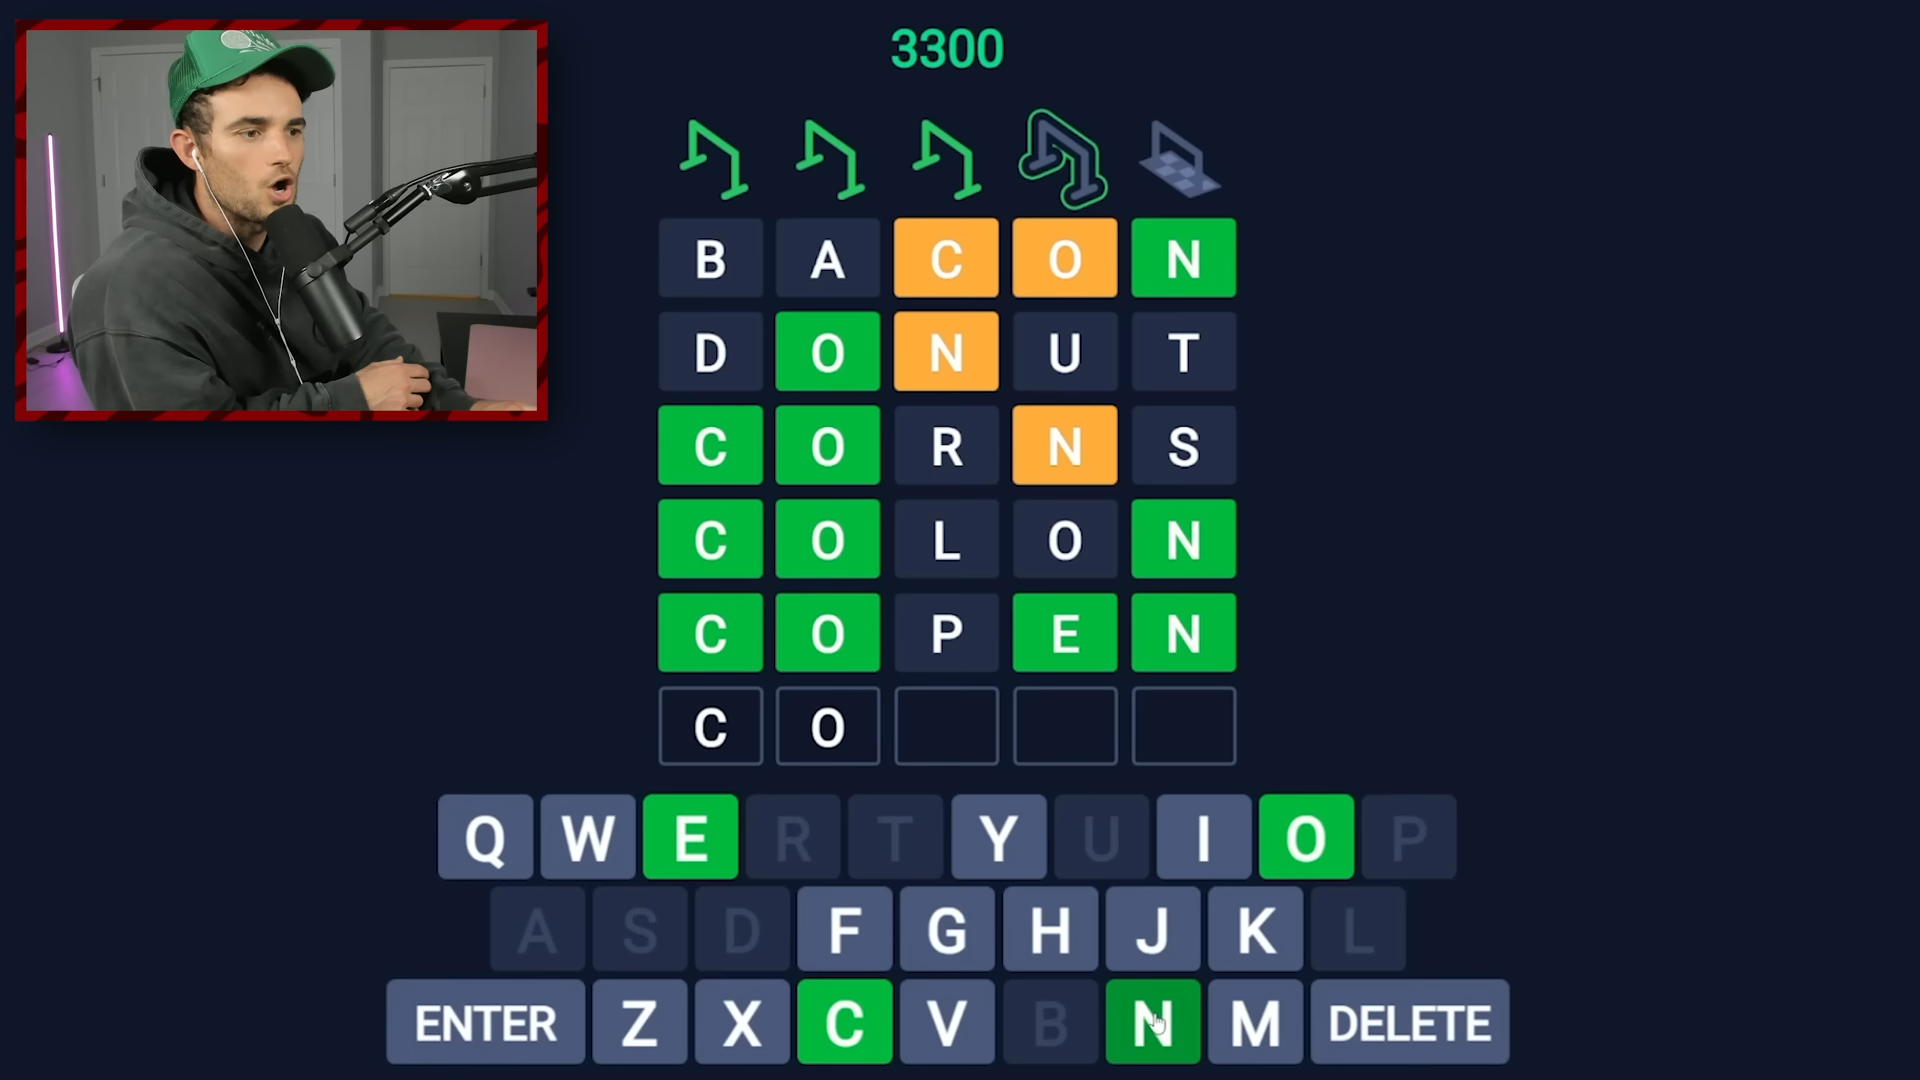 3300
B A C O N
D O N U T
C O R N S
C O L O N
C O P E N
C O
Q W E R T Y U I O P
A S D F G H J K L
ENTER Z X C V B N M DELETE